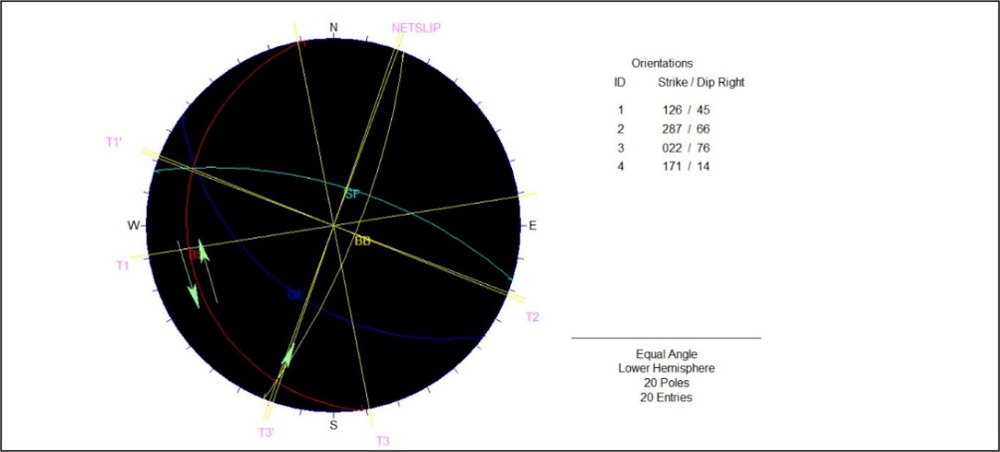 N
NETSLIP
T1'
SF
W
E
BB
T1
GE
T2
T3'
S
T3
Orientations
ID Strike / Dip Right
1 126 / 45
2 287 / 66
3 022 / 76
4 171 / 14
Equal Angle
Lower Hemisphere
20 Poles
20 Entries